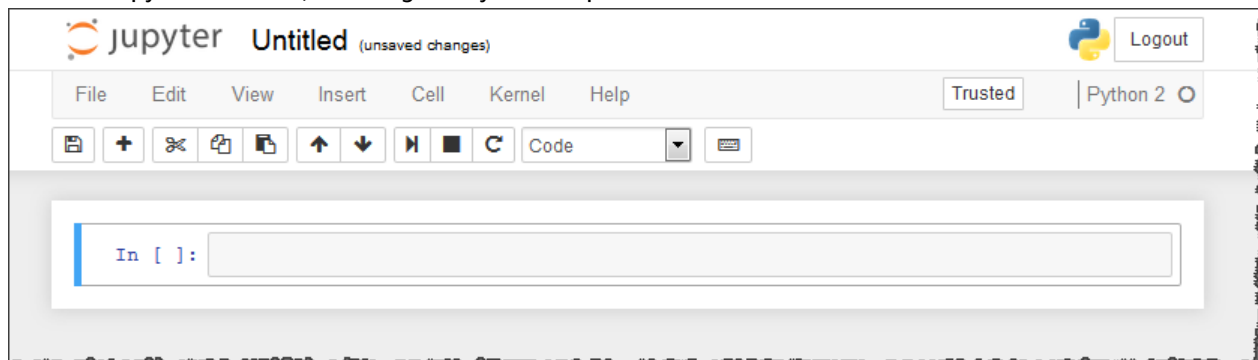 jupyter Untitled (unsaved changes) Logout
File Edit View Insert Cell Kernel Help Trusted Python 2
Code
In [ ]: